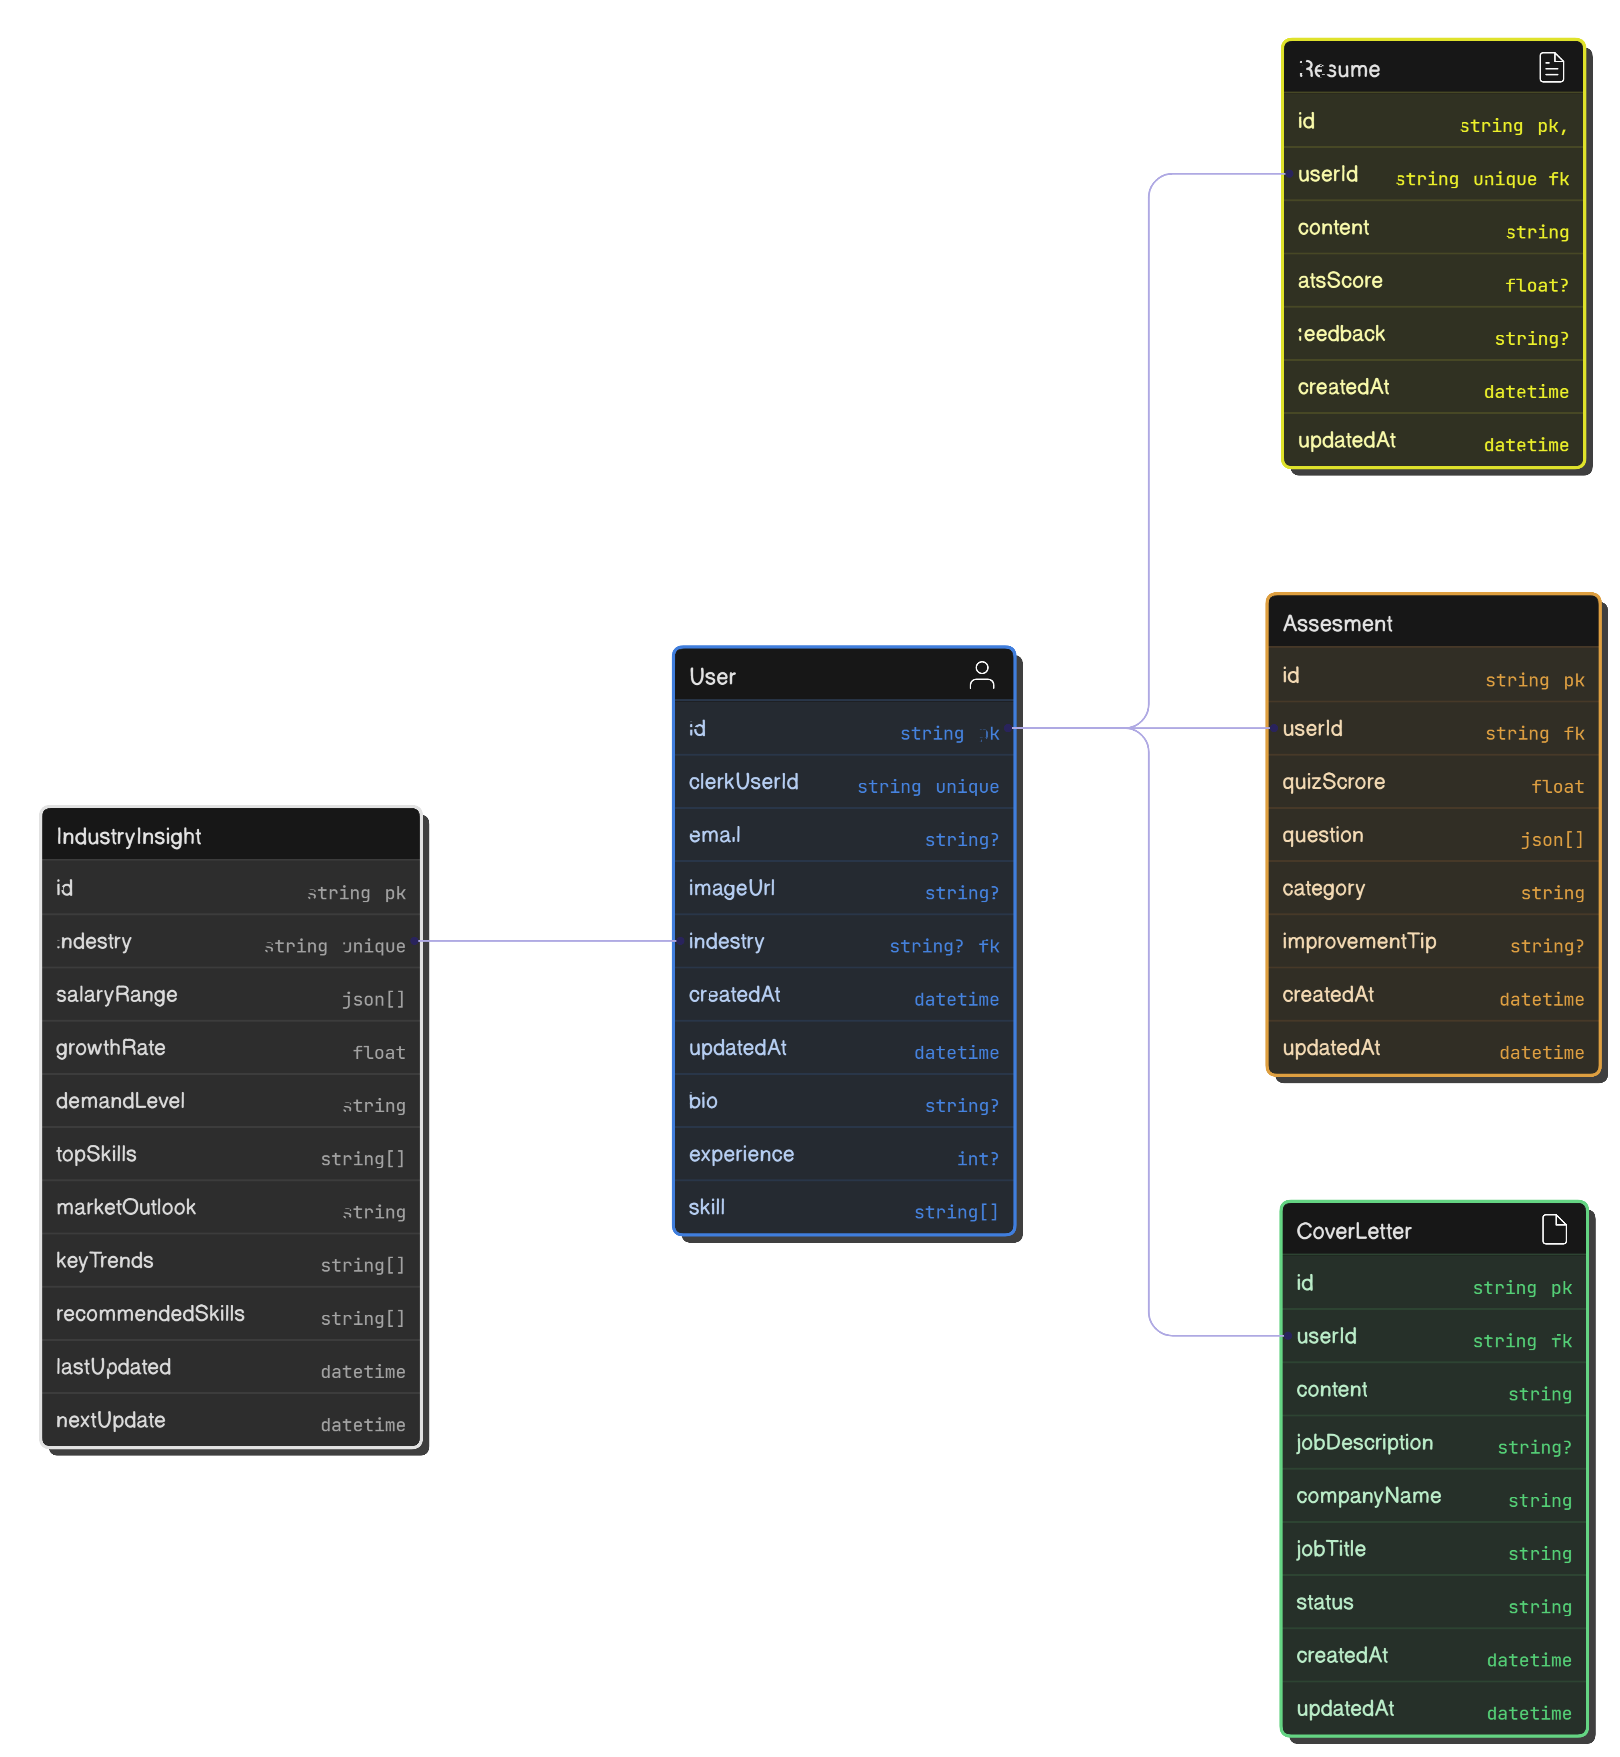 Resume
id string pk,
userId string unique fk
content string
atsScore float?
feedback string?
createdAt datetime
updatedAt datetime
Assesment
id string pk
userId string fk
quizScrore float
question json[]
category string
improvementTip string?
createdAt datetime
updatedAt datetime
User
id string pk
clerkUserId string unique
email string?
imageUrl string?
indestry string? fk
createdAt datetime
updatedAt datetime
bio string?
experience int?
skill string[]
IndustryInsight
id string pk
indestry string unique
salaryRange json[]
growthRate float
demandLevel string
topSkills string[]
marketOutlook string
keyTrends string[]
recommendedSkills string[]
lastUpdated datetime
nextUpdate datetime
CoverLetter
id string pk
userId string fk
content string
jobDescription string?
companyName string
jobTitle string
status string
createdAt datetime
updatedAt datetime